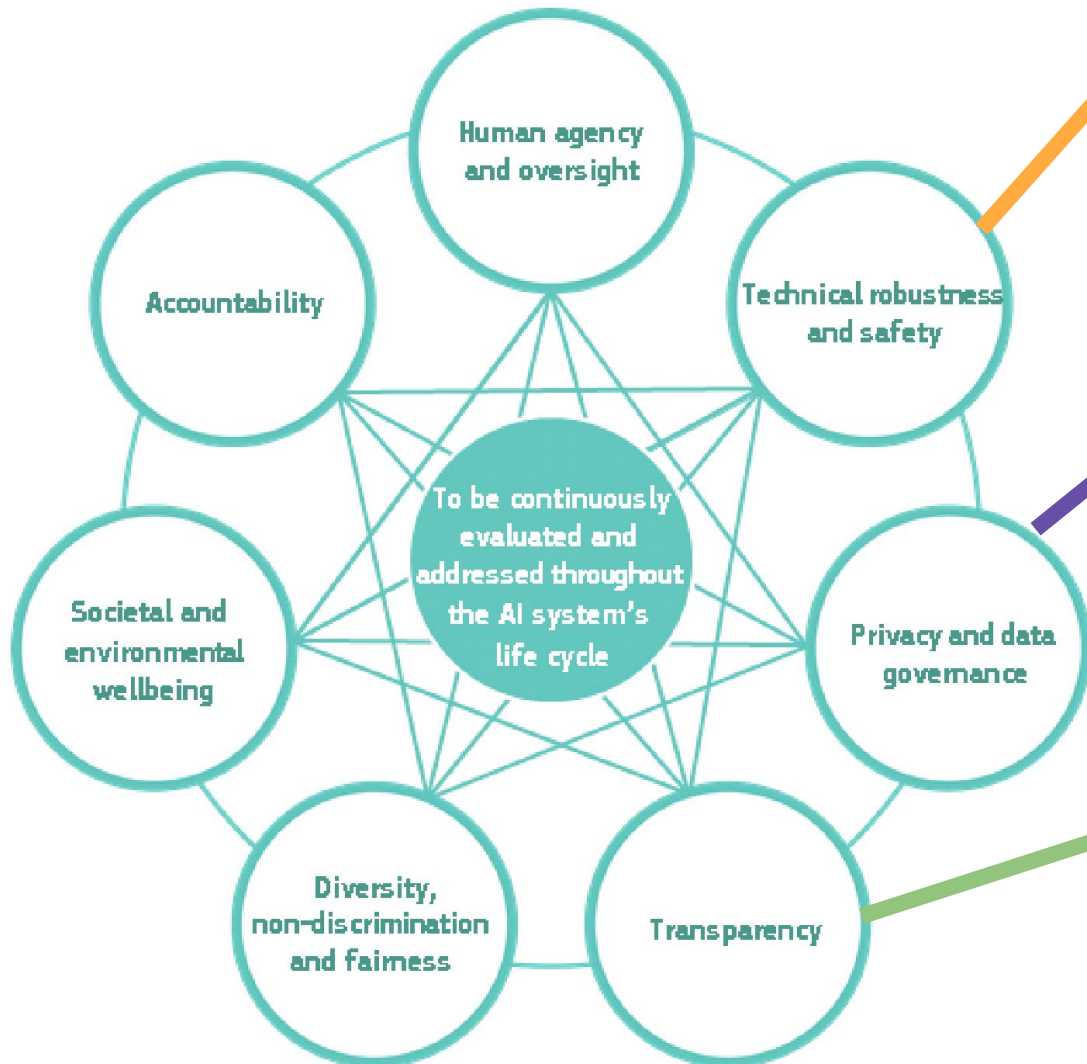 Human agency
and oversight
Technical robustness
and safety
Privacy and data
governance
Transparency
Diversity,
non-discrimination
and fairness
Societal and
environmental
wellbeing
Accountability
To be continuously
evaluated and
addressed throughout
the AI system's
life cycle